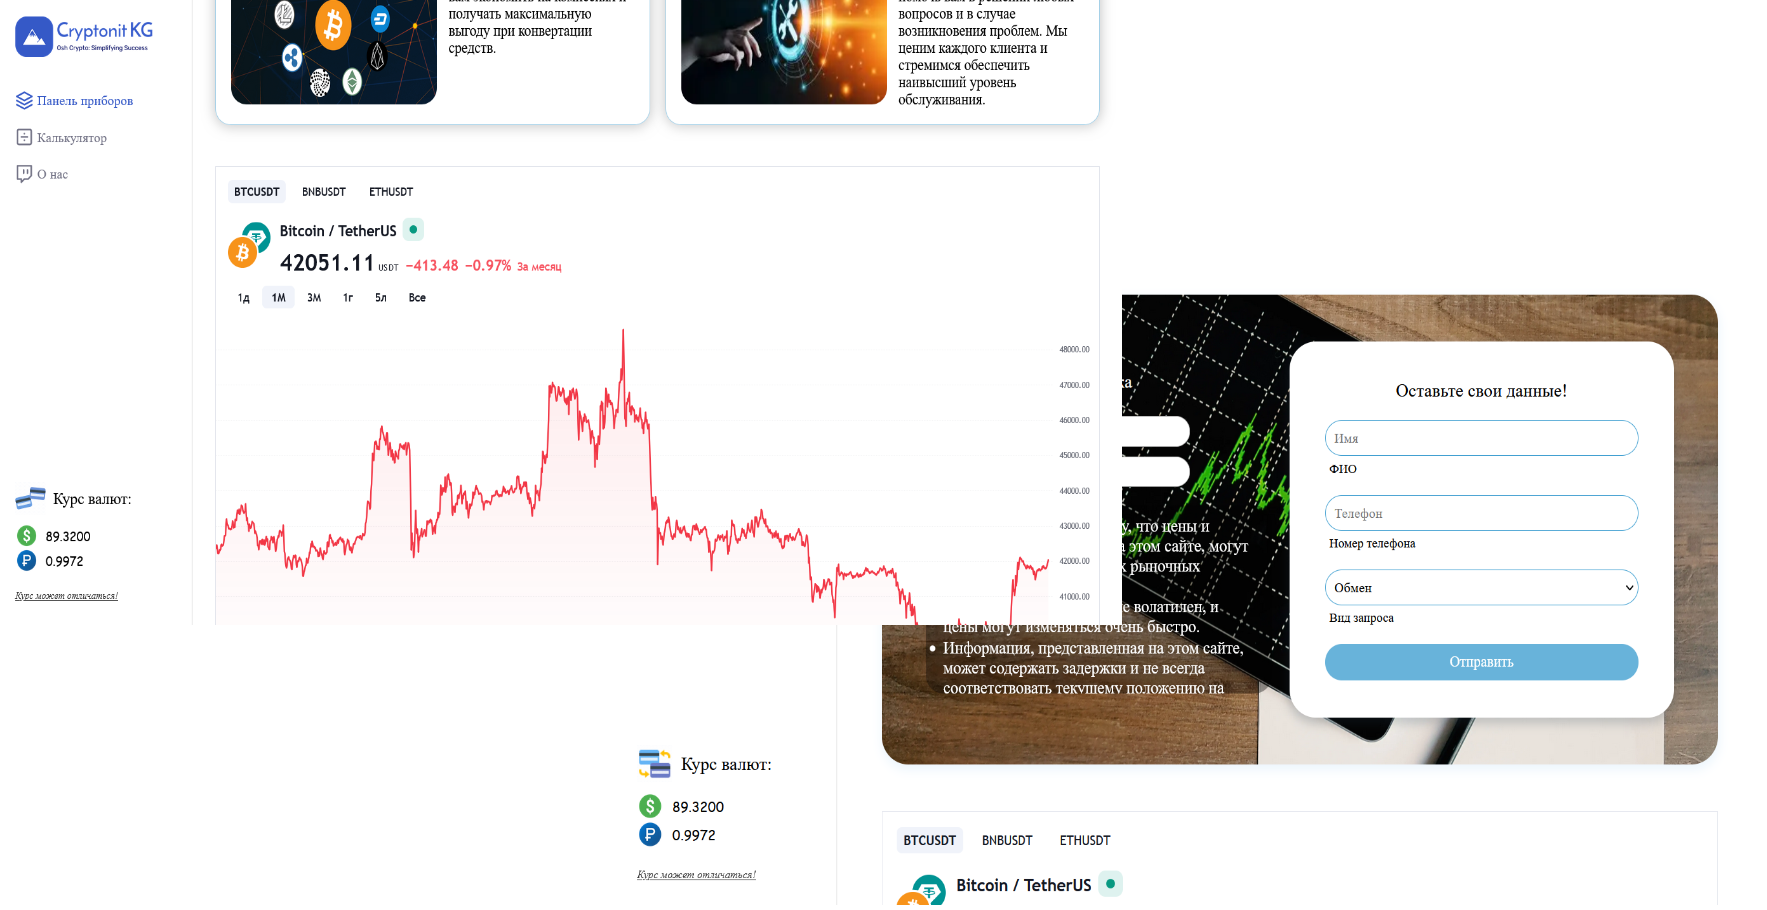 Cryptonit KG
Osh Crypto: Simplifying Success
Панель приборов
Калькулятор
О нас
Курс валют:
89.3200
0.9972
Курс может отличаться!
получать максимальную
выгоду при конвертации
средств.
вопросов и в случае
возникновения проблем. Мы
ценим каждого клиента и
стремимся обеспечить
наивысший уровень
обслуживания.
BTCUSDT BNBUSDT ETHUSDT
Bitcoin / TetherUS
42051.11 USDT −413.48 −0.97% За месяц
1д 1М 3М 1г 5л Все
48000.00
47000.00
46000.00
45000.00
44000.00
43000.00
42000.00
41000.00
что цены и
этом сайте, могут
рыночных
волатилен, и
цены могут изменяться очень быстро.
Информация, представленная на этом сайте,
может содержать задержки и не всегда
соответствовать текущему положению на
Оставьте свои данные!
Имя
ФИО
Телефон
Номер телефона
Обмен
Вид запроса
Отправить
Курс валют:
89.3200
0.9972
Курс может отличаться!
BTCUSDT BNBUSDT ETHUSDT
Bitcoin / TetherUS